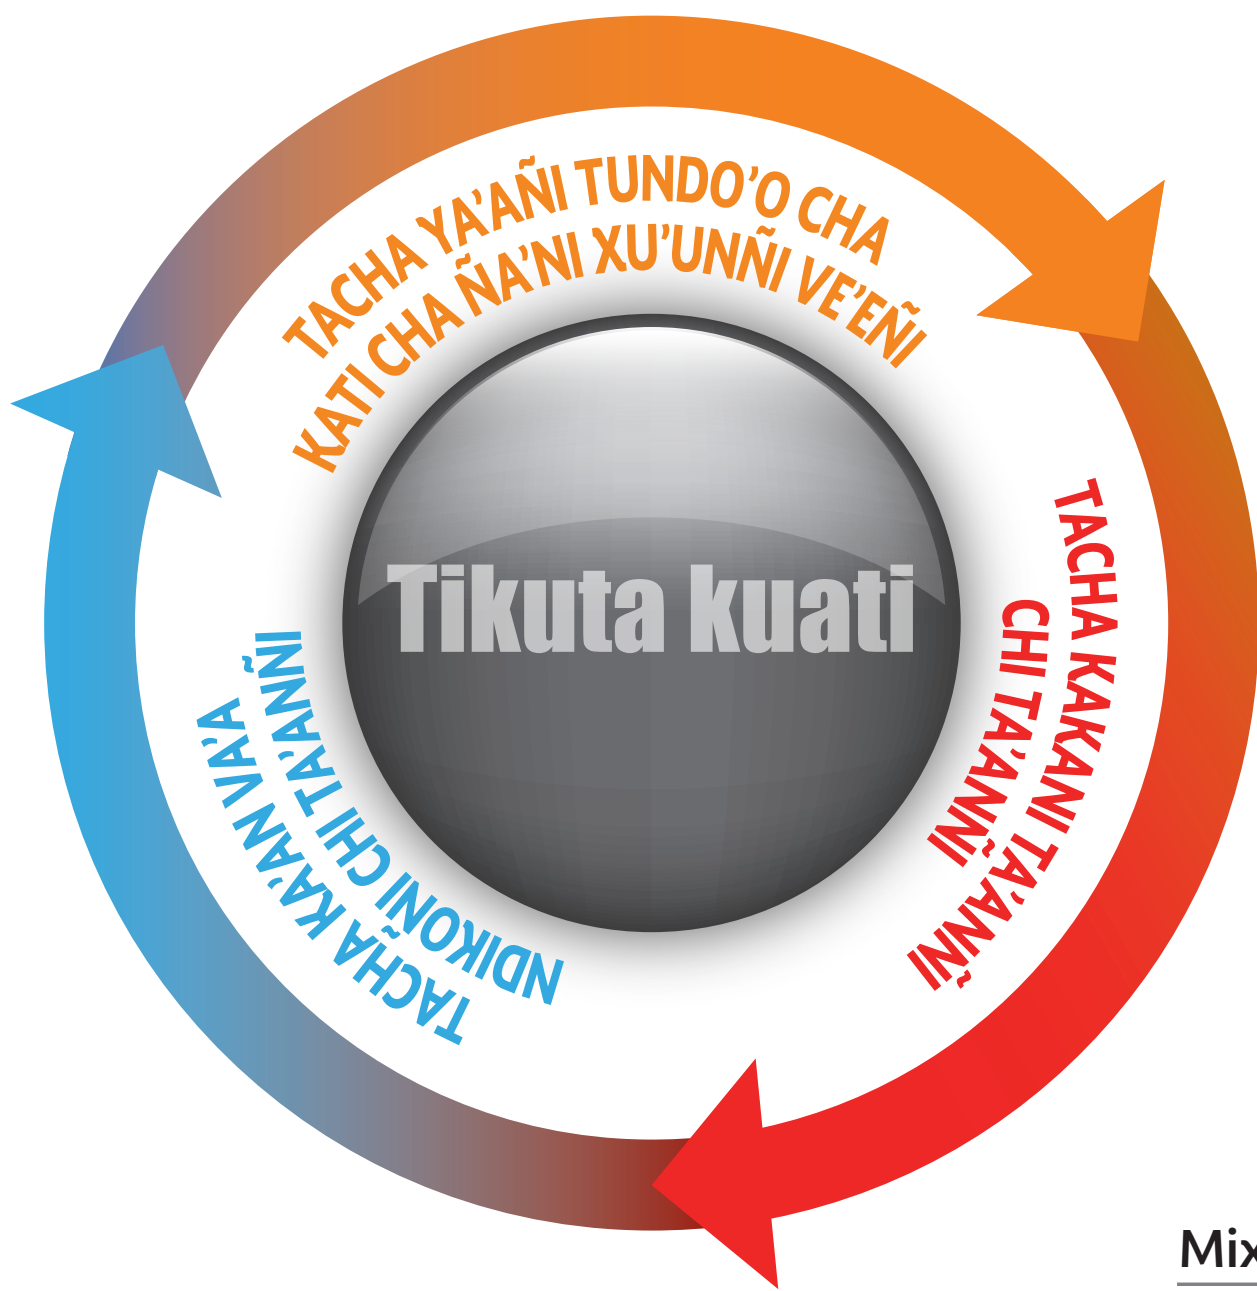 TACHA YA'AÑI TUNDO'O CHA
KATI CHA ÑA'NI XU'UNÑI VE'EÑI
TACHA KAKANI TA'ANÑI
CHI TA'ANÑI
TACHA KA'AN VA'A
NDIKOÑI CHI TA'ANÑI
Tikuta kuati